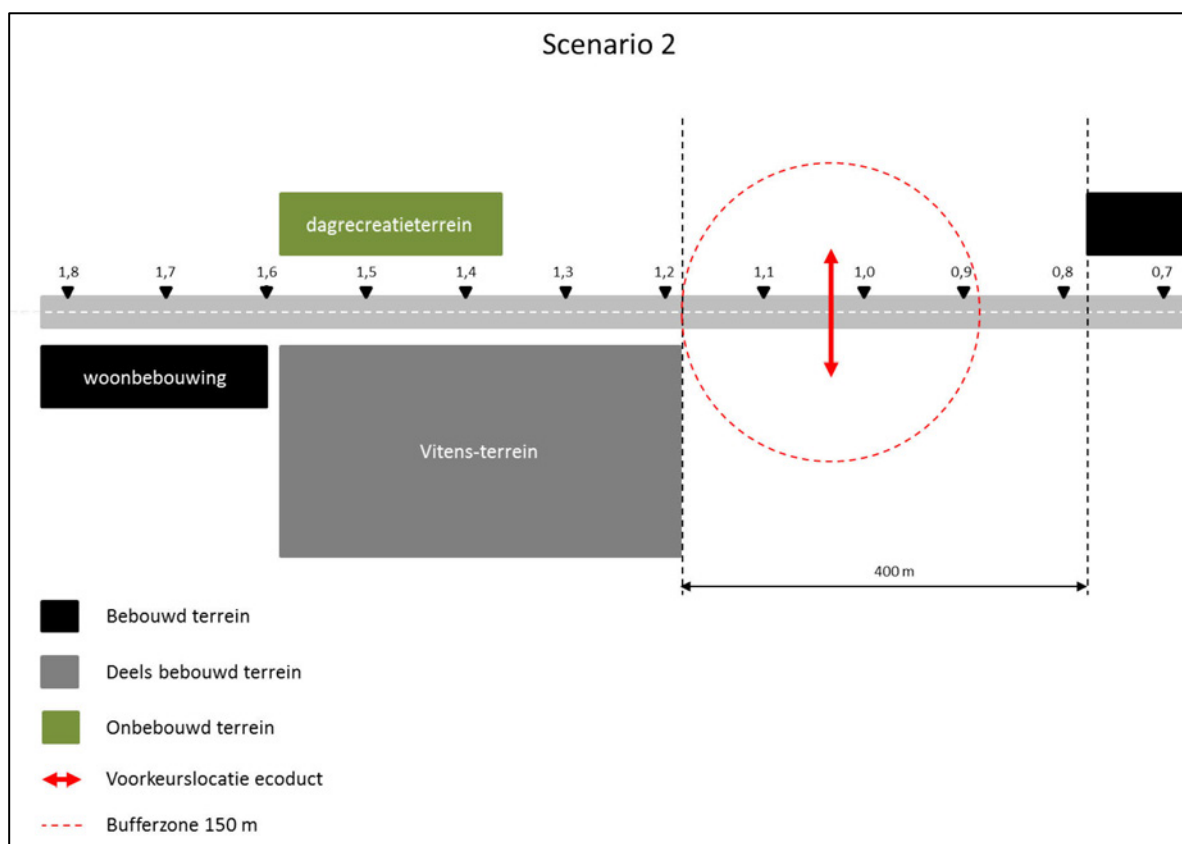 Scenario 2
dagrecreatieterrein
1,8 1,7 1,6 1,5 1,4 1,3 1,2 1,1 1,0 0,9 0,8 0,7
woonbebouwing
Vitens-terrein
400 m
Bebouwd terrein
Deels bebouwd terrein
Onbebouwd terrein
Voorkeurslocatie ecoduct
Bufferzone 150 m